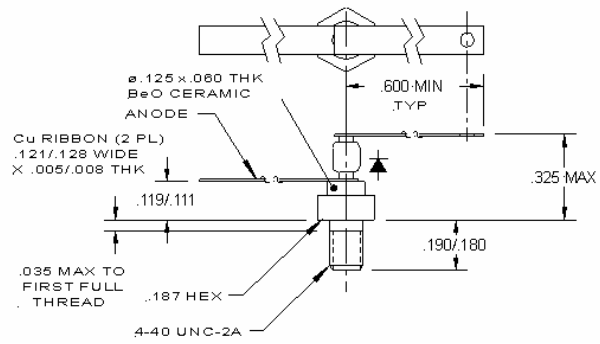 ø.125 x.060 THK
BeO CERAMIC
ANODE
Cu RIBBON (2 PL)
.121/.128 WIDE
X .005/.008 THK
.600 MIN
TYP
.325 MAX
.119/.111
.190/.180
.035 MAX TO
FIRST FULL
THREAD
.187 HEX
4-40 UNC-2A